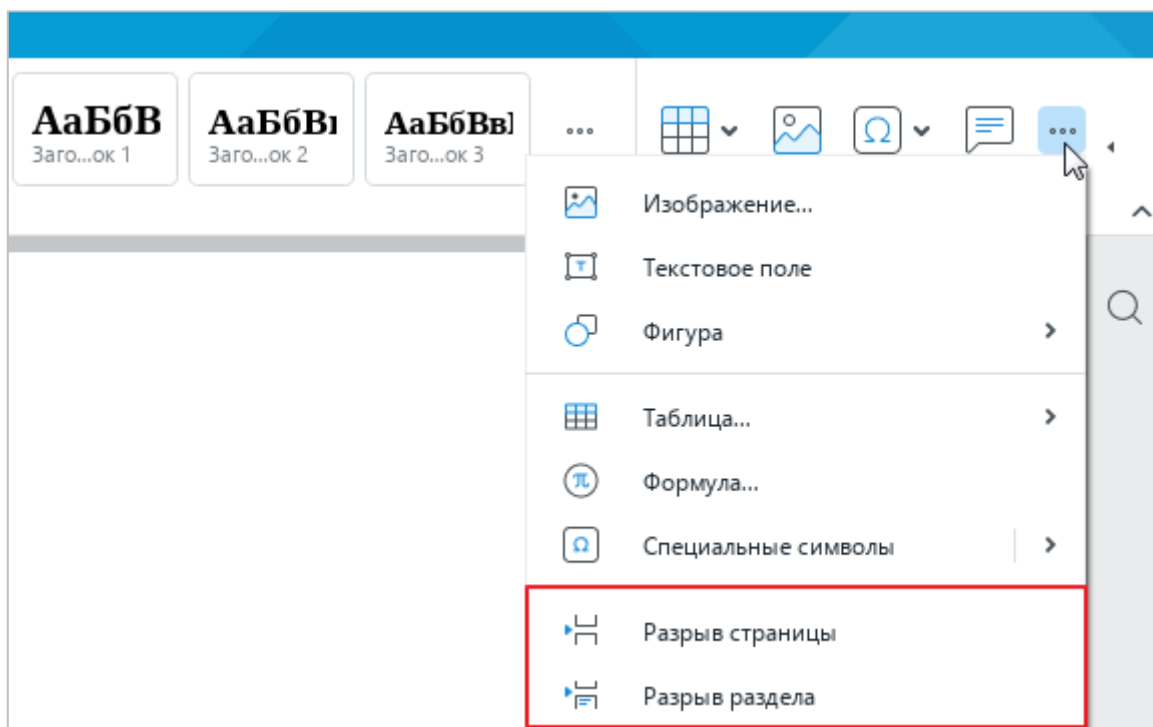 АаБбВ АаБбВı АаБбВвІ
Заго...ок 1 Заго...ок 2 Заго...ок 3
Изображение...
Текстовое поле
Фигура
Таблица...
Формула...
Специальные символы
Разрыв страницы
Разрыв раздела